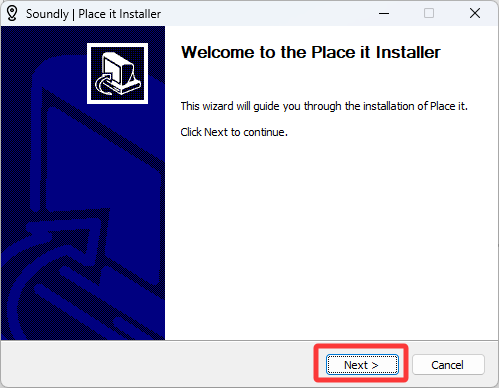 Soundly | Place it Installer
Welcome to the Place it Installer
This wizard will guide you through the installation of Place it.
Click Next to continue.
Next >
Cancel